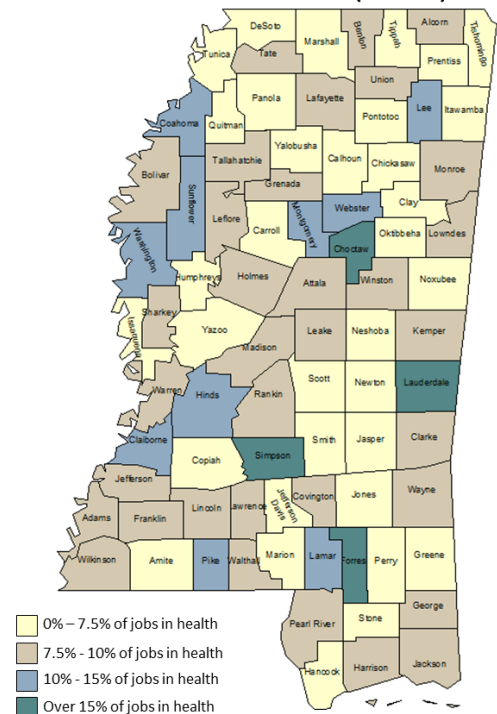 DeSoto
Alcorn
Benton
Tippah
Tishomingo
Marshall
Tunica
Tate
Prentiss
Union
Panola
Lafayette
Lee
Itawamba
Pontotoc
Coahoma
Quitman
Yalobusha
Calhoun
Chickasaw
Tallahatchie
Monroe
Bolivar
Sunflower
Grenada
Clay
Webster
Leflore
Montgomery
Carroll
Oktibbeha
Lowndes
Washington
Choctaw
Humphreys
Holmes
Attala
Winston
Noxubee
Sharkey
Issaquena
Yazoo
Leake
Neshoba
Kemper
Madison
Scott
Newton
Lauderdale
Warren
Hinds
Rankin
Claiborne
Simpson
Smith
Jasper
Clarke
Copiah
Jefferson
Lincoln
Lawrence
Jefferson
Davis
Covington
Jones
Wayne
Adams
Franklin
Wilkinson
Amite
Pike
Walthal
Marion
Lamar
Forres
Perry
Greene
George
Pearl River
Stone
Hancock
Harrison
Jackson
0% – 7.5% of jobs in health
7.5% - 10% of jobs in health
10% - 15% of jobs in health
Over 15% of jobs in health